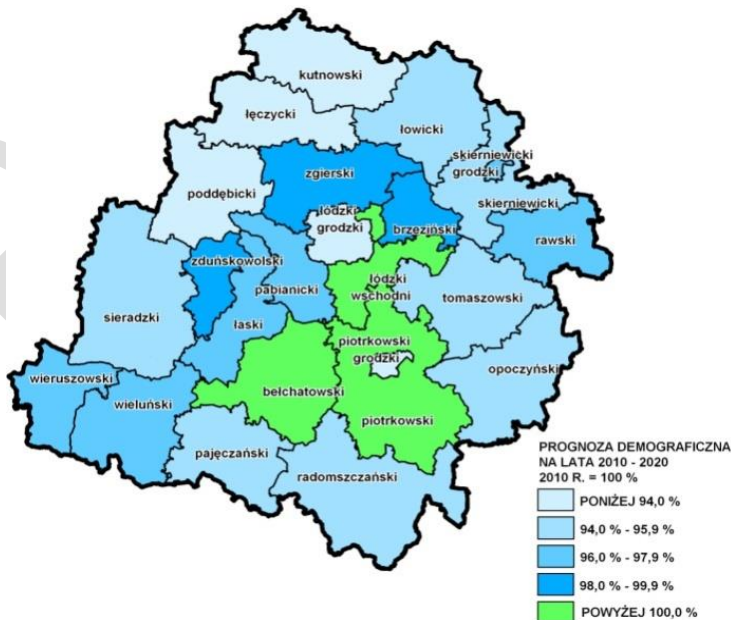 kutnowski
łęczycki
łowicki
skierniewicki
grodzki
zgierski
poddębicki
skierniewicki
łódzki
grodzki
brzeziński
rawski
zduńskowolski
łódzki
wschodni
pabianicki
tomaszowski
sieradzki
łaski
piotrkowski
grodzki
opoczyński
wieruszowski
bełchatowski
wieluński
piotrkowski
pajęczański
radomszczański
PROGNOZA DEMOGRAFICZNA
NA LATA 2010 - 2020
2010 R. = 100 %
PONIŻEJ 94,0 %
94,0 % - 95,9 %
96,0 % - 97,9 %
98,0 % - 99,9 %
POWYŻEJ 100,0 %